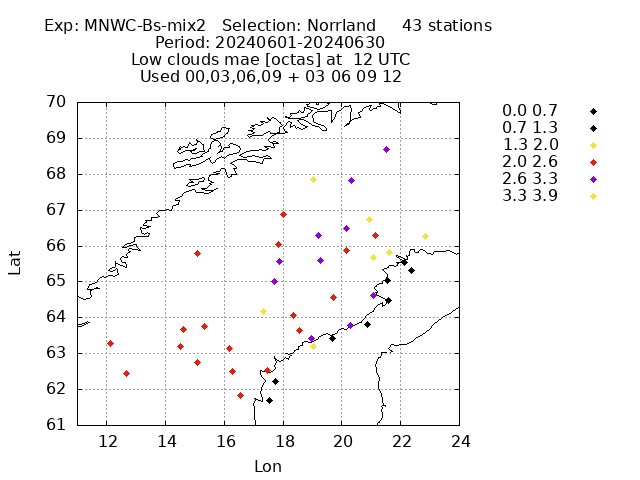 Exp: MNWC-Bs-mix2 Selection: Norrland 43 stations
Period: 20240601-20240630
Low clouds mae [octas] at 12 UTC
Used 00,03,06,09 + 03 06 09 12
0.0 0.7
0.7 1.3
1.3 2.0
2.0 2.6
2.6 3.3
3.3 3.9
70
69
68
67
66
65
64
63
62
61
Lat
12 14 16 18 20 22 24
Lon